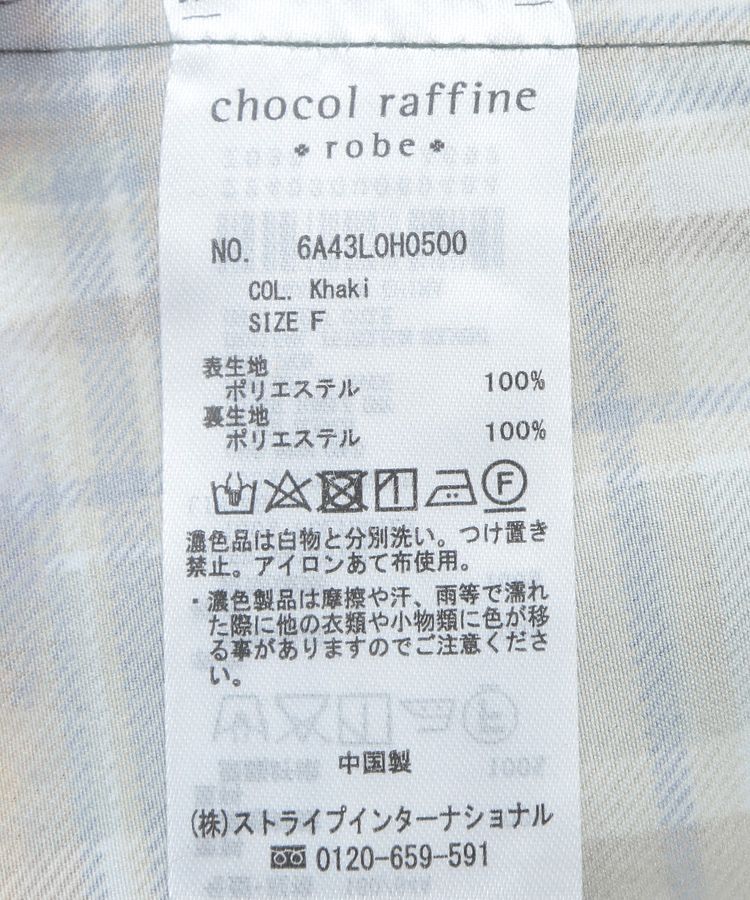 chocol raffine
robe
NO. 6A43L0H0500
COL. Khaki
SIZE F
表生地
ポリエステル 100%
裏生地
ポリエステル 100%
濃色品は白物と分別洗い。つけ置き
禁止。アイロンあて布使用。
・濃色製品は摩擦や汗、雨等で濡れ
た際に他の衣類や小物類に色が移
る事がありますのでご注意くださ
い。
中国製
(株)ストライプインターナショナル
0120-659-591